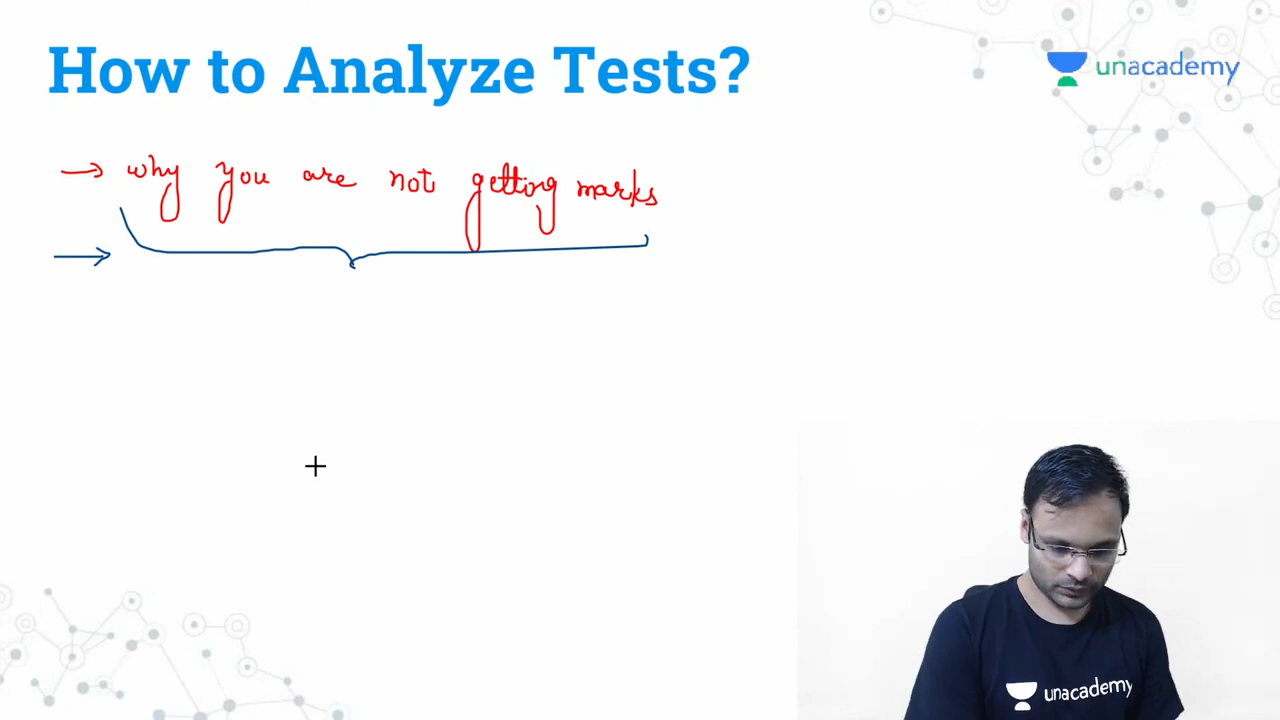 How to Analyze Tests?
unacademy
→ why you are not getting marks
→
unacademy